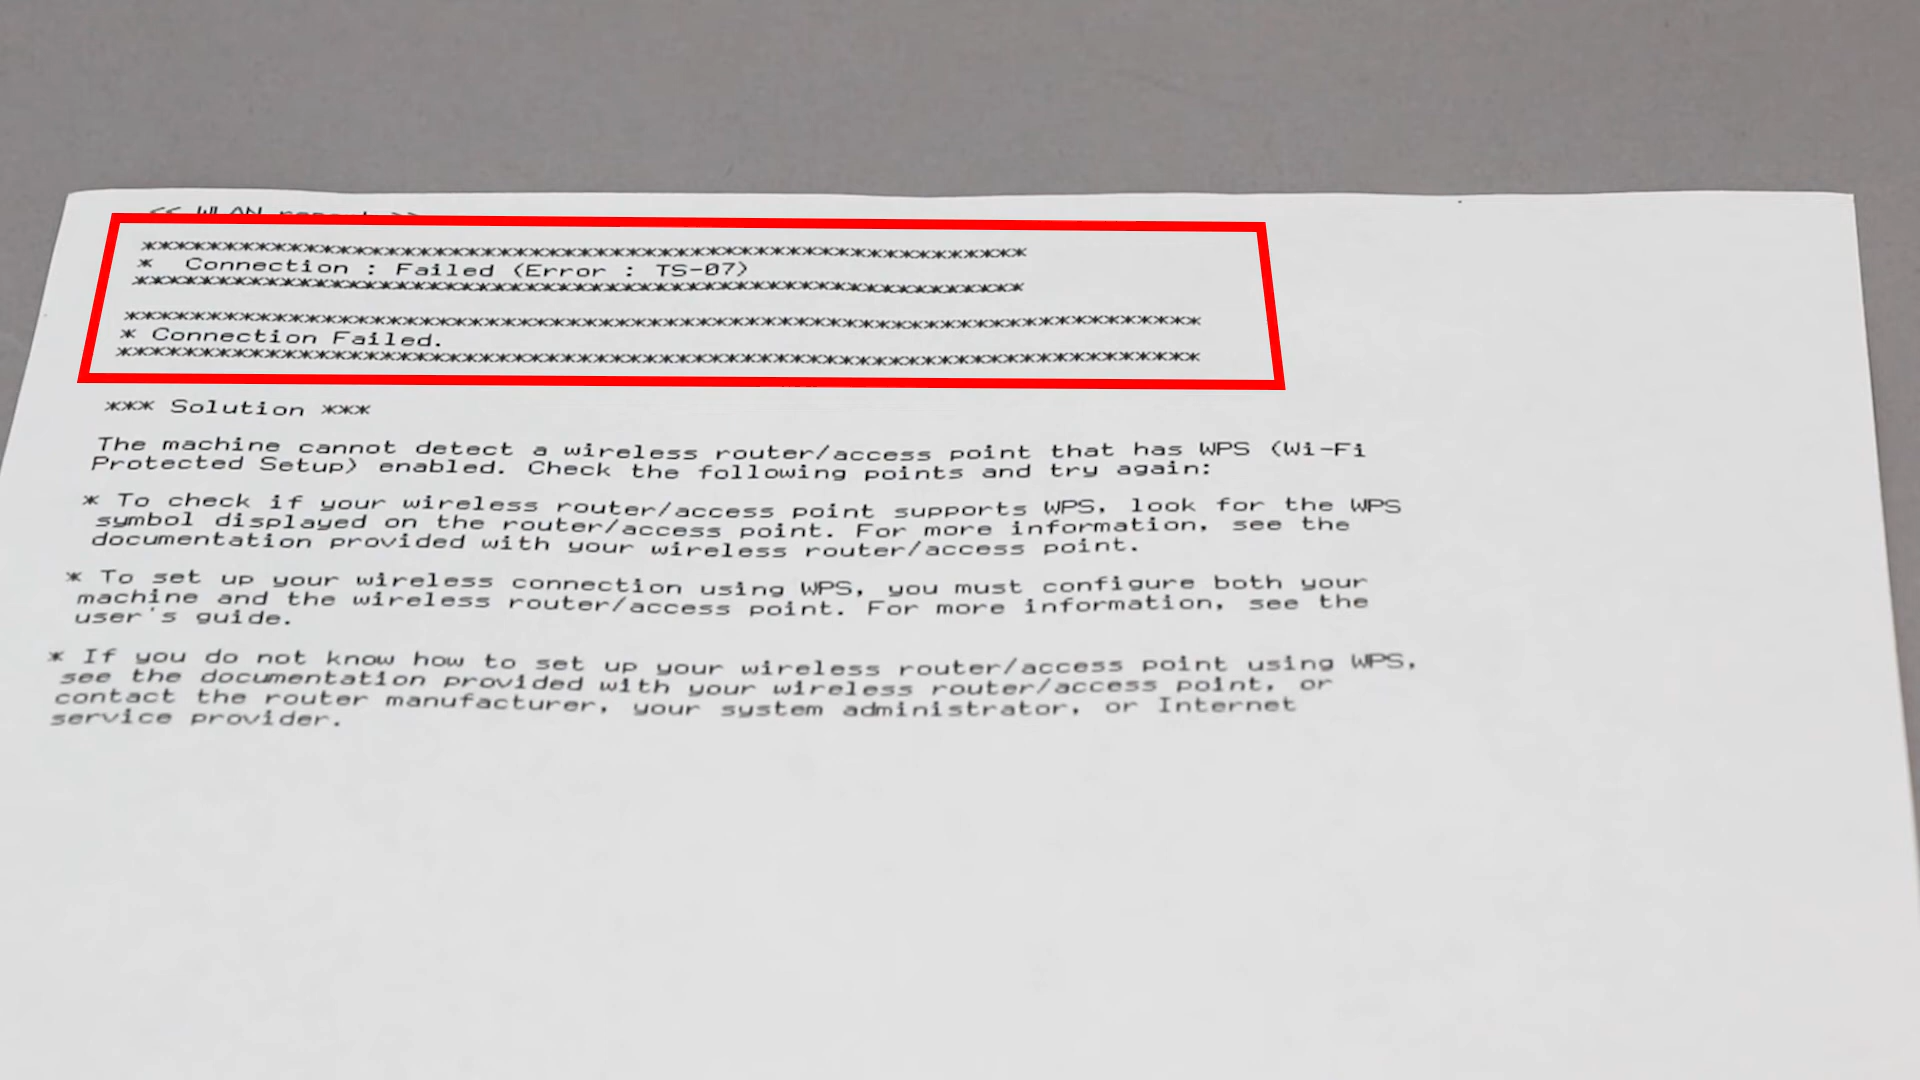 << WLAN report >>
*******************************************************
*  Connection : Failed (Error : TS-07)
*******************************************************
*******************************************************************
* Connection Failed.
*******************************************************************
*** Solution ***
The machine cannot detect a wireless router/access point that has WPS (Wi-Fi
Protected Setup) enabled. Check the following points and try again:
* To check if your wireless router/access point supports WPS, look for the WPS
symbol displayed on the router/access point. For more information, see the
documentation provided with your wireless router/access point.
* To set up your wireless connection using WPS, you must configure both your
machine and the wireless router/access point. For more information, see the
user's guide.
* If you do not know how to set up your wireless router/access point using WPS,
see the documentation provided with your wireless router/access point, or
contact the router manufacturer, your system administrator, or Internet
service provider.